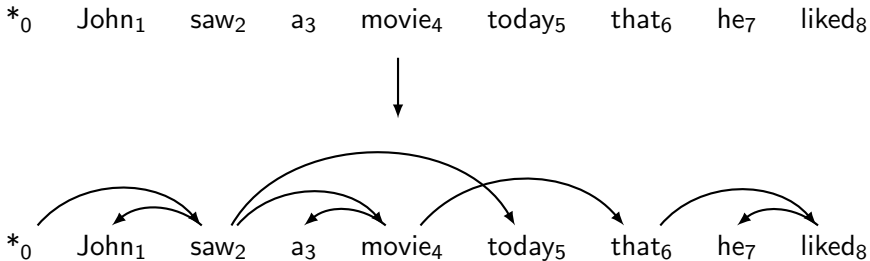 *₀ John₁ saw₂ a₃ movie₄ today₅ that₆ he₇ liked₈
*₀ John₁ saw₂ a₃ movie₄ today₅ that₆ he₇ liked₈